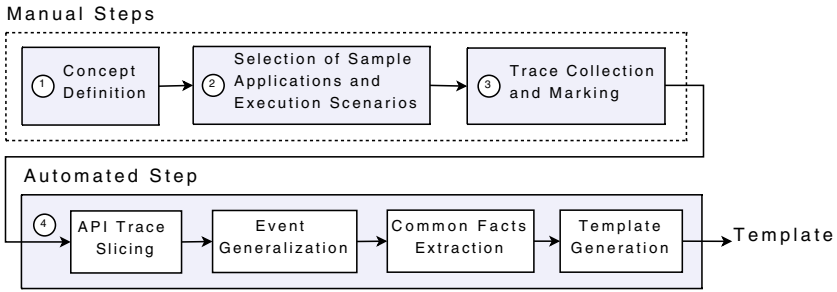 Manual Steps
1
Concept
Definition
2
Selection of Sample
Applications and
Execution Scenarios
3
Trace Collection
and Marking
Automated Step
4
API Trace
Slicing
Event
Generalization
Common Facts
Extraction
Template
Generation
Template